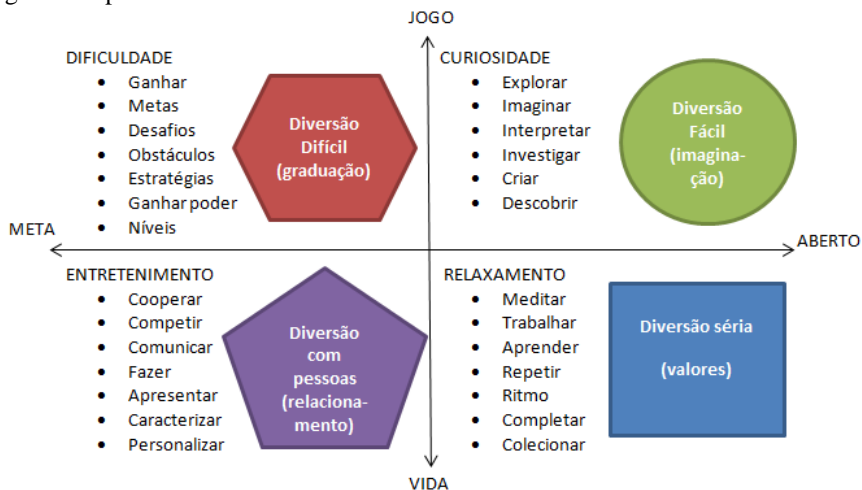 JOGO
DIFICULDADE
• Ganhar
• Metas
• Desafios
• Obstáculos
• Estratégias
• Ganhar poder
• Níveis
Diversão
Difícil
(graduação)
CURIOSIDADE
• Explorar
• Imaginar
• Interpretar
• Investigar
• Criar
• Descobrir
Diversão
Fácil
(imagina-
ção)
META
ABERTO
ENTRETENIMENTO
• Cooperar
• Competir
• Comunicar
• Fazer
• Apresentar
• Caracterizar
• Personalizar
Diversão
com
pessoas
(relaciona-
mento)
RELAXAMENTO
• Meditar
• Trabalhar
• Aprender
• Repetir
• Ritmo
• Completar
• Colecionar
Diversão séria
(valores)
VIDA